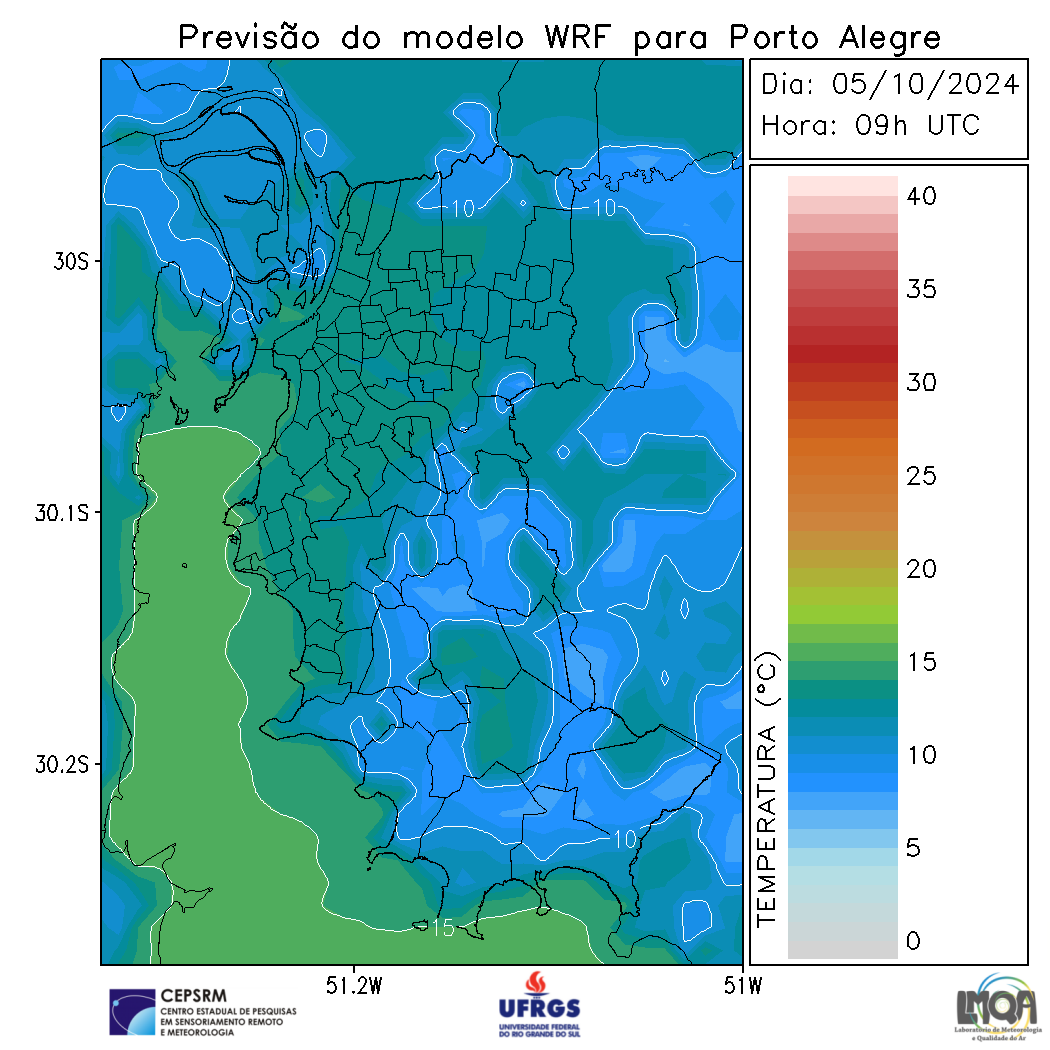 Previsão do modelo WRF para Porto Alegre
Dia: 05/10/2024
Hora: 09h UTC
30S
30.1S
30.2S
51.2W
51W
10
10
10
15
40
35
30
25
20
15
10
5
0
TEMPERATURA (°C)
CEPSRM
CENTRO ESTADUAL DE PESQUISAS
EM SENSORIAMENTO REMOTO
E METEOROLOGIA
UFRGS
UNIVERSIDADE FEDERAL
DO RIO GRANDE DO SUL
LMQA
Laboratório de Meteorologia
e Qualidade do Ar